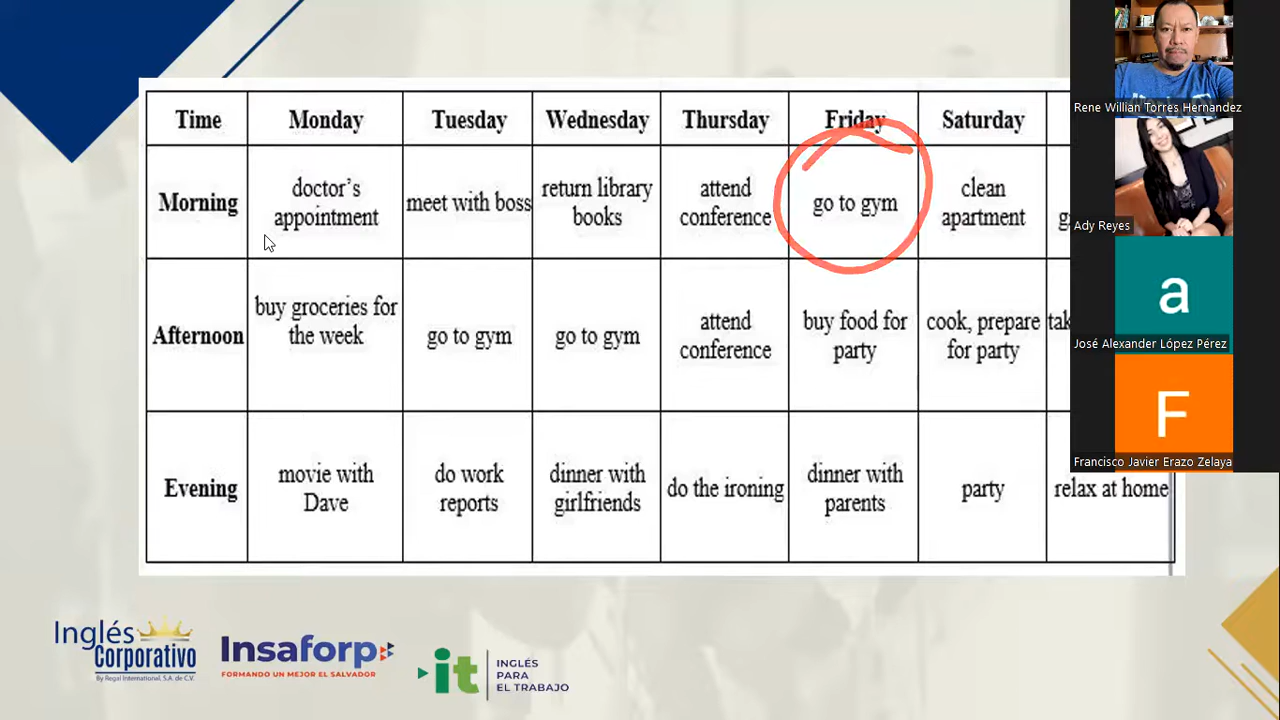 Time
Monday
Tuesday
Wednesday
Thursday
Friday
Saturday
Morning
doctor's
appointment
meet with boss
return library
books
attend
conference
go to gym
clean
apartment
Afternoon
buy groceries for
the week
go to gym
go to gym
attend
conference
buy food for
party
cook, prepare
for party
Evening
movie with
Dave
do work
reports
dinner with
girlfriends
do the ironing
dinner with
parents
party
relax at home
Rene Willian Torres Hernandez
Ady Reyes
a
José Alexander López Pérez
F
Francisco Javier Erazo Zelaya
Inglés
Corporativo
By Regal International, S.A. de C.V.
Insaforp
FORMANDO UN MEJOR EL SALVADOR
it
INGLÉS
PARA
EL TRABAJO